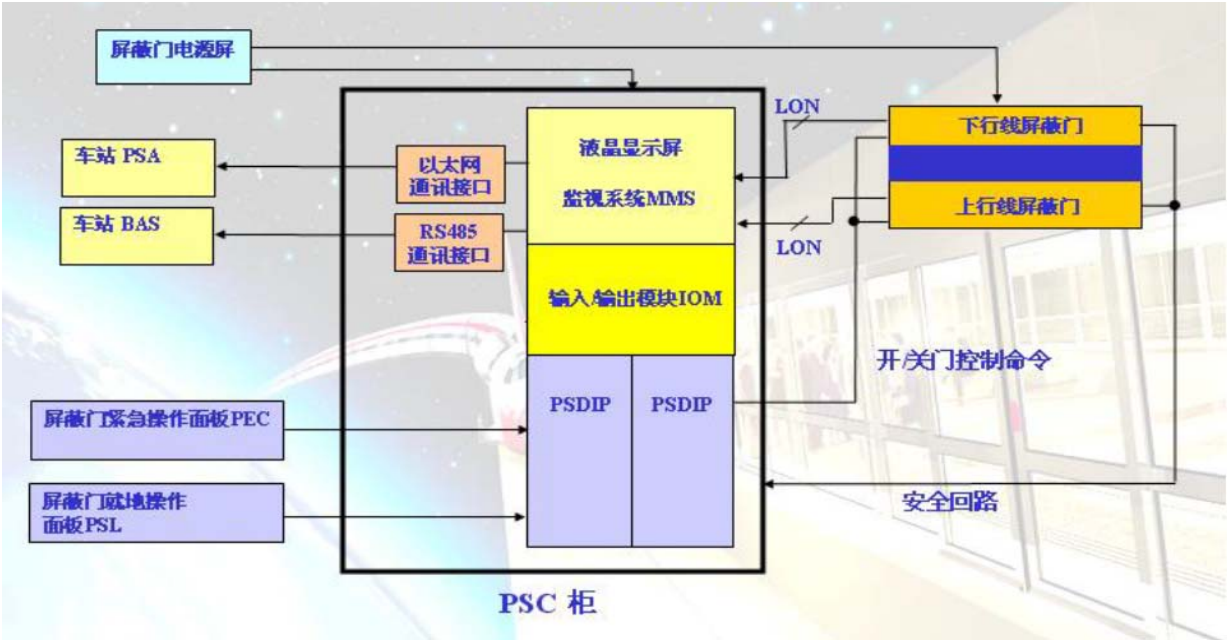 屏蔽门电源屏
LON
下行线屏蔽门
液晶显示屏
车站 PSA
以太网
通讯接口
监视系统MMS
上行线屏蔽门
车站 BAS
RS485
通讯接口
LON
输入/输出模块IOM
开/关门控制命令
PSDIP
PSDIP
屏蔽门紧急操作面板PEC
屏蔽门就地操作
面板PSL
安全回路
PSC 柜